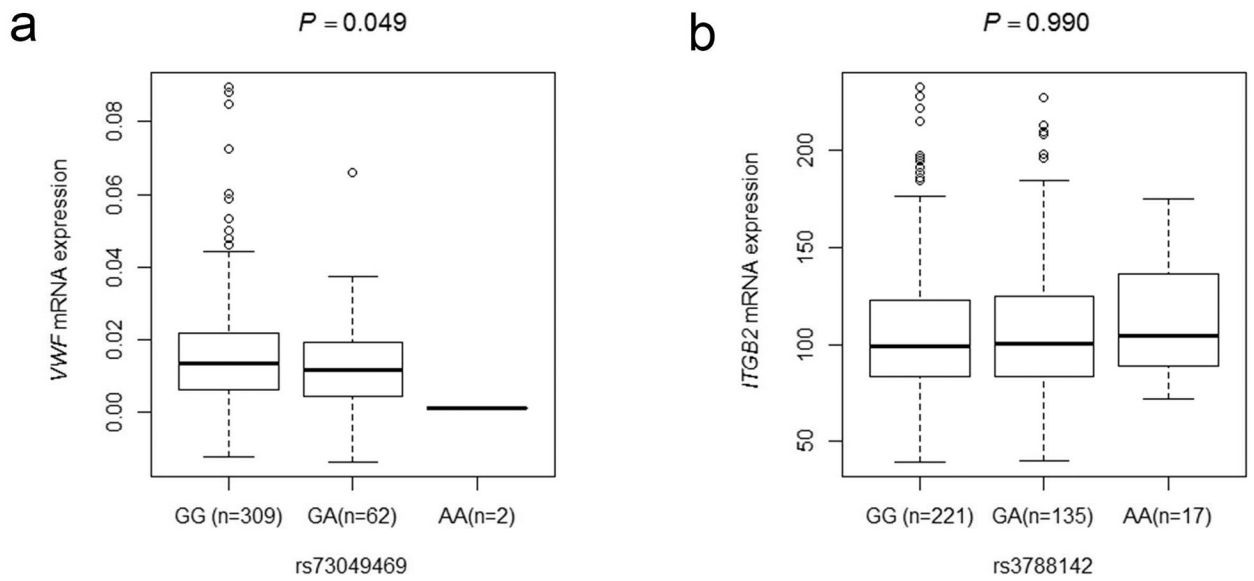 a
P = 0.049
VWF mRNA expression
0.08
0.06
0.04
0.02
0.00
GG (n=309) GA(n=62) AA(n=2)
rs73049469
b
P = 0.990
ITGB2 mRNA expression
200
150
100
50
GG (n=221) GA(n=135) AA(n=17)
rs3788142